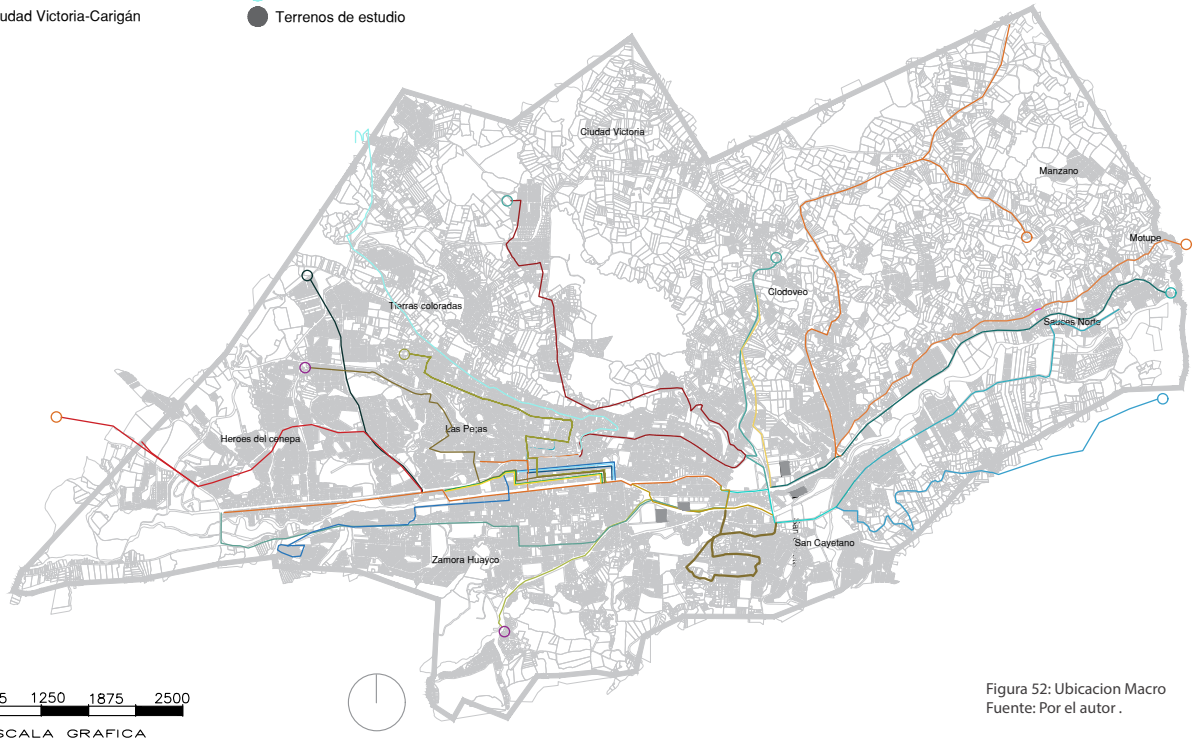 udad Victoria-Carigán
Terrenos de estudio
Ciudad Victoria
Manzano
Motupe
Clodoveo
Tierras coloradas
Sauces Norte
Heroes del cenepa
Las Pe;as
San Cayetano
Zamora Huayco
5 1250 1875 2500
SCALA GRAFICA
Figura 52: Ubicacion Macro
Fuente: Por el autor .